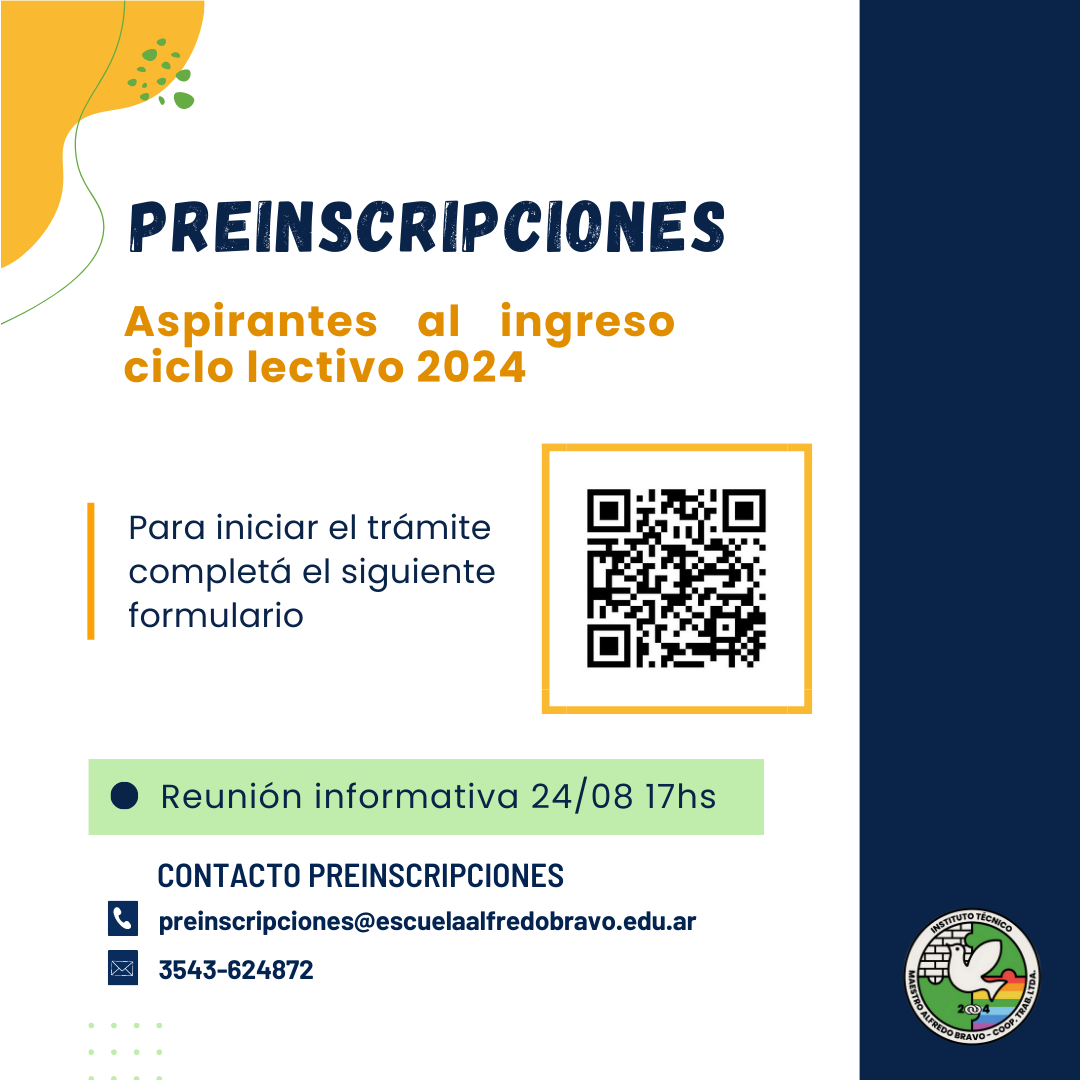 PREINSCRIPCIONES
Aspirantes al ingreso
ciclo lectivo 2024
Para iniciar el trámite
completá el siguiente
formulario
Reunión informativa 24/08 17hs
CONTACTO PREINSCRIPCIONES
preinscripciones@escuelaalfredobravo.edu.ar
3543-624872
INSTITUTO TÉCNICO
MAESTRO ALFREDO BRAVO - COOP. TRAB. LTDA.
2004